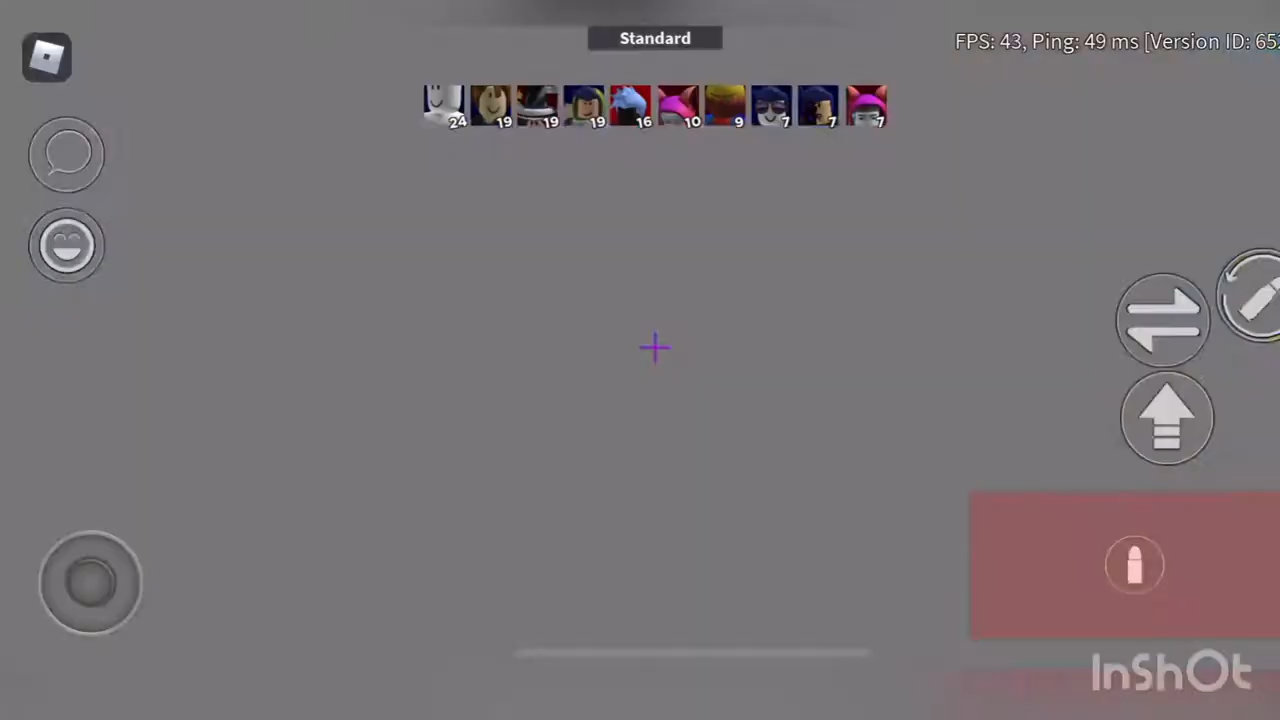 Standard
FPS: 43, Ping: 49 ms [Version ID: 65
24 19 19 19 16 10 9 7 7 7
InShOt